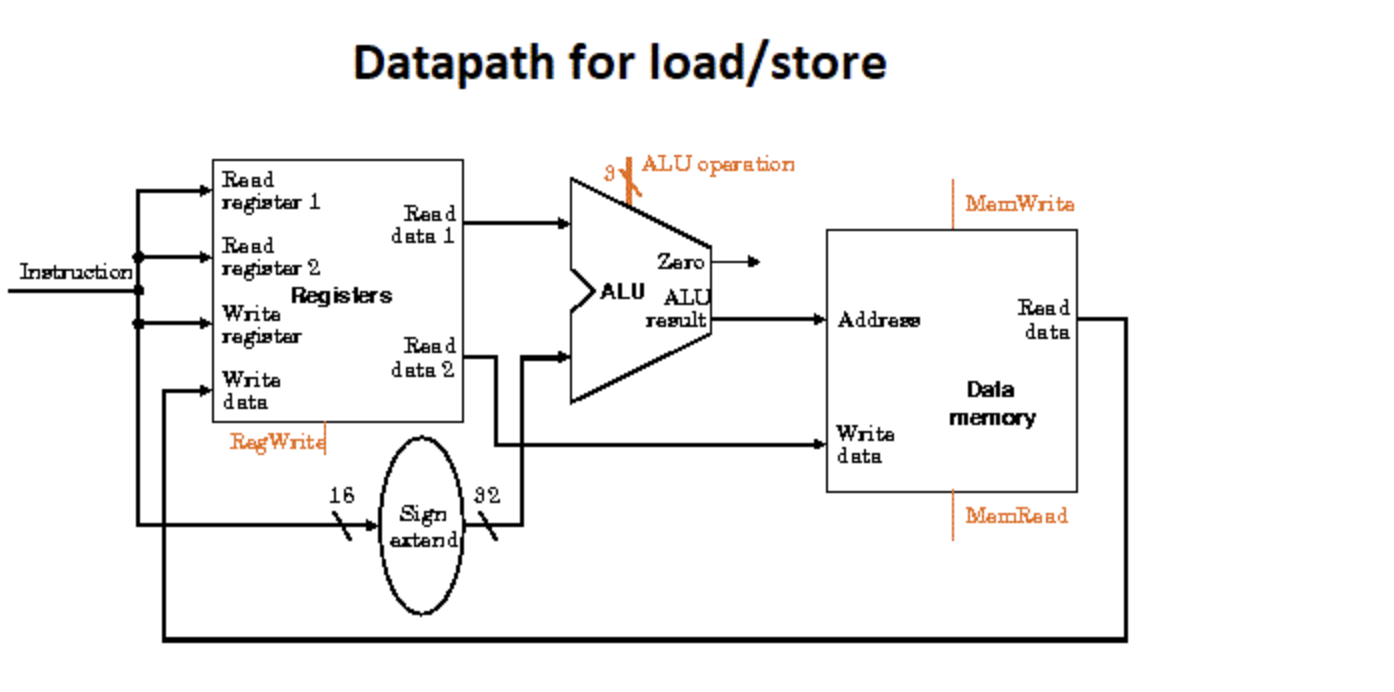 Datapath for load/store
3
ALU operation
MemWrite
Read
register 1
Read
data 1
Read
register 2
Instruction
Registers
Zero
ALU
ALU
result
Write
register
Address
Read
data
Read
data 2
Write
data
Data
memory
RegWrite
Write
data
16
32
Sign
extend
MemRead